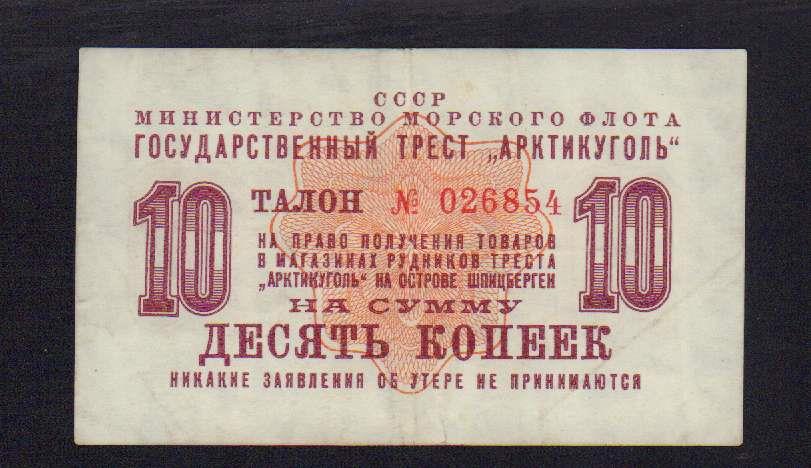 СССР
МИНИСТЕРСТВО МОРСКОГО ФЛОТА
ГОСУДАРСТВЕННЫЙ ТРЕСТ „АРКТИКУГОЛЬ“
10 ТАЛОН № 026854 10
НА ПРАВО ПОЛУЧЕНИЯ ТОВАРОВ
В МАГАЗИНАХ РУДНИКОВ ТРЕСТА
„АРКТИКУГОЛЬ“ НА ОСТРОВЕ ШПИЦБЕРГЕН
НА СУММУ
ДЕСЯТЬ КОПЕЕК
НИКАКИЕ ЗАЯВЛЕНИЯ ОБ УТЕРЕ НЕ ПРИНИМАЮТСЯ